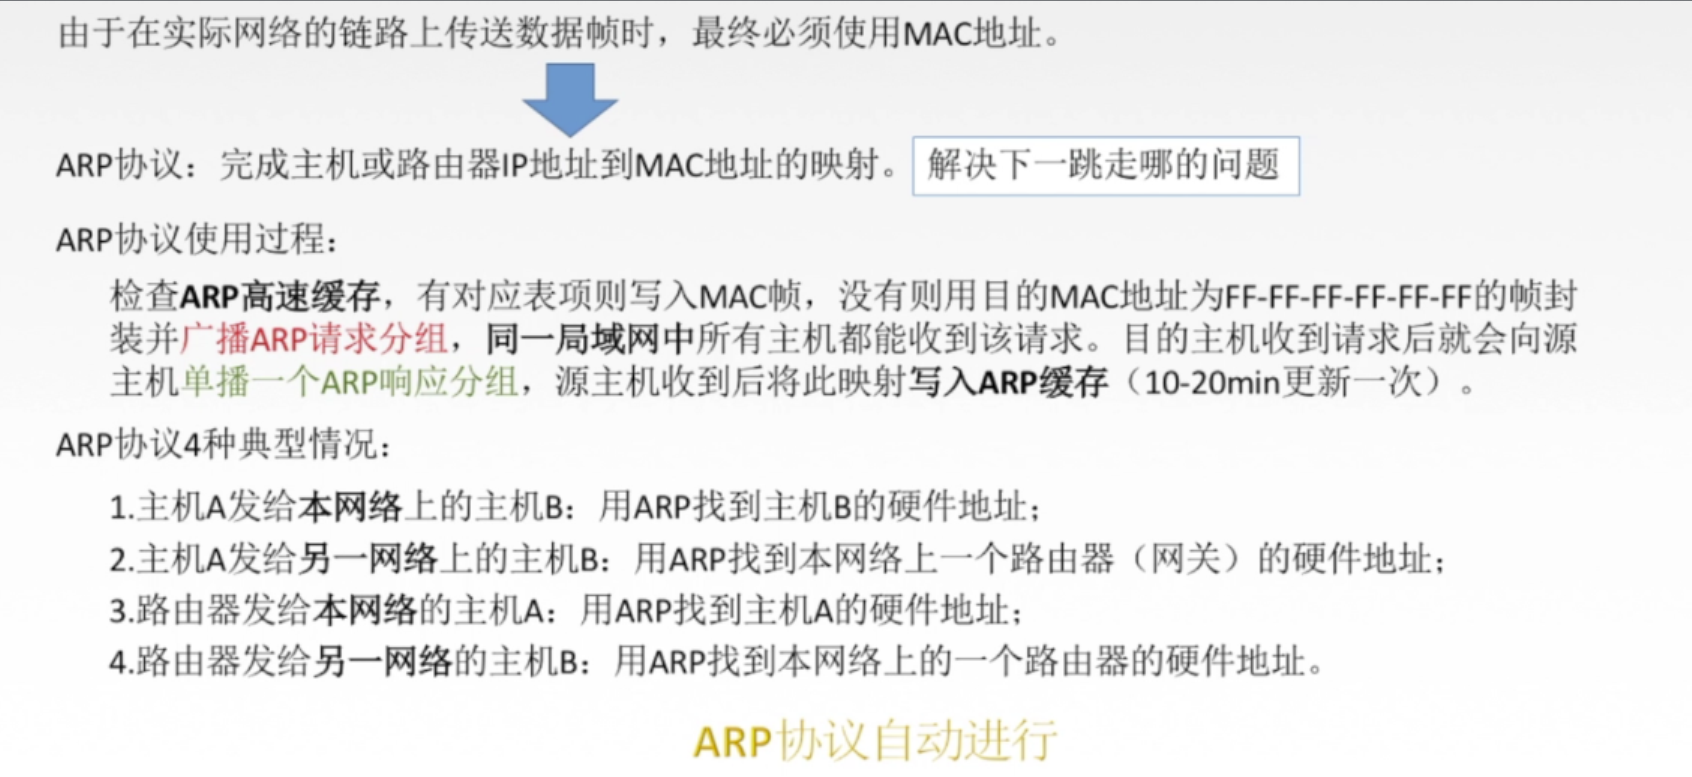 由于在实际网络的链路上传送数据帧时，最终必须使用MAC地址。
ARP协议：完成主机或路由器IP地址到MAC地址的映射。 解决下一跳走哪的问题
ARP协议使用过程：
检查ARP高速缓存，有对应表项则写入MAC帧，没有则用目的MAC地址为FF-FF-FF-FF-FF-FF的帧封
装并广播ARP请求分组，同一局域网中所有主机都能收到该请求。目的主机收到请求后就会向源
主机单播一个ARP响应分组，源主机收到后将此映射写入ARP缓存（10-20min更新一次）。
ARP协议4种典型情况：
1.主机A发给本网络上的主机B：用ARP找到主机B的硬件地址；
2.主机A发给另一网络上的主机B：用ARP找到本网络上一个路由器（网关）的硬件地址；
3.路由器发给本网络的主机A：用ARP找到主机A的硬件地址；
4.路由器发给另一网络的主机B：用ARP找到本网络上的一个路由器的硬件地址。
ARP协议自动进行